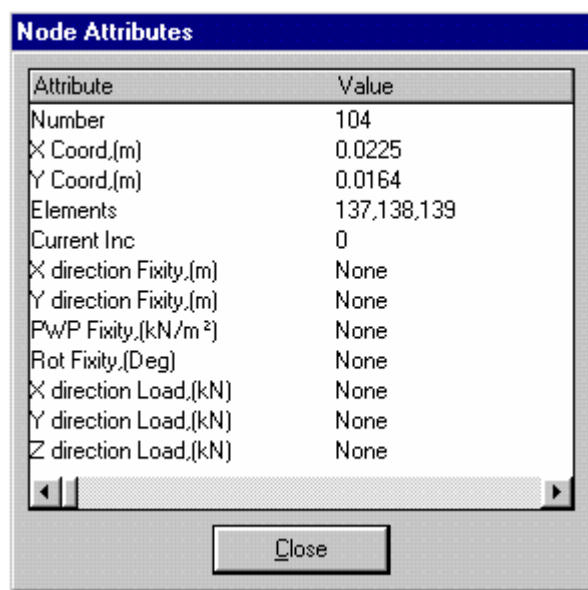 Node Attributes
Attribute Value
Number 104
X Coord,(m) 0.0225
Y Coord,(m) 0.0164
Elements 137,138,139
Current Inc 0
X direction Fixity,(m) None
Y direction Fixity,(m) None
PWP Fixity,(kN/m²) None
Rot Fixity,(Deg) None
X direction Load,(kN) None
Y direction Load,(kN) None
Z direction Load,(kN) None
Close